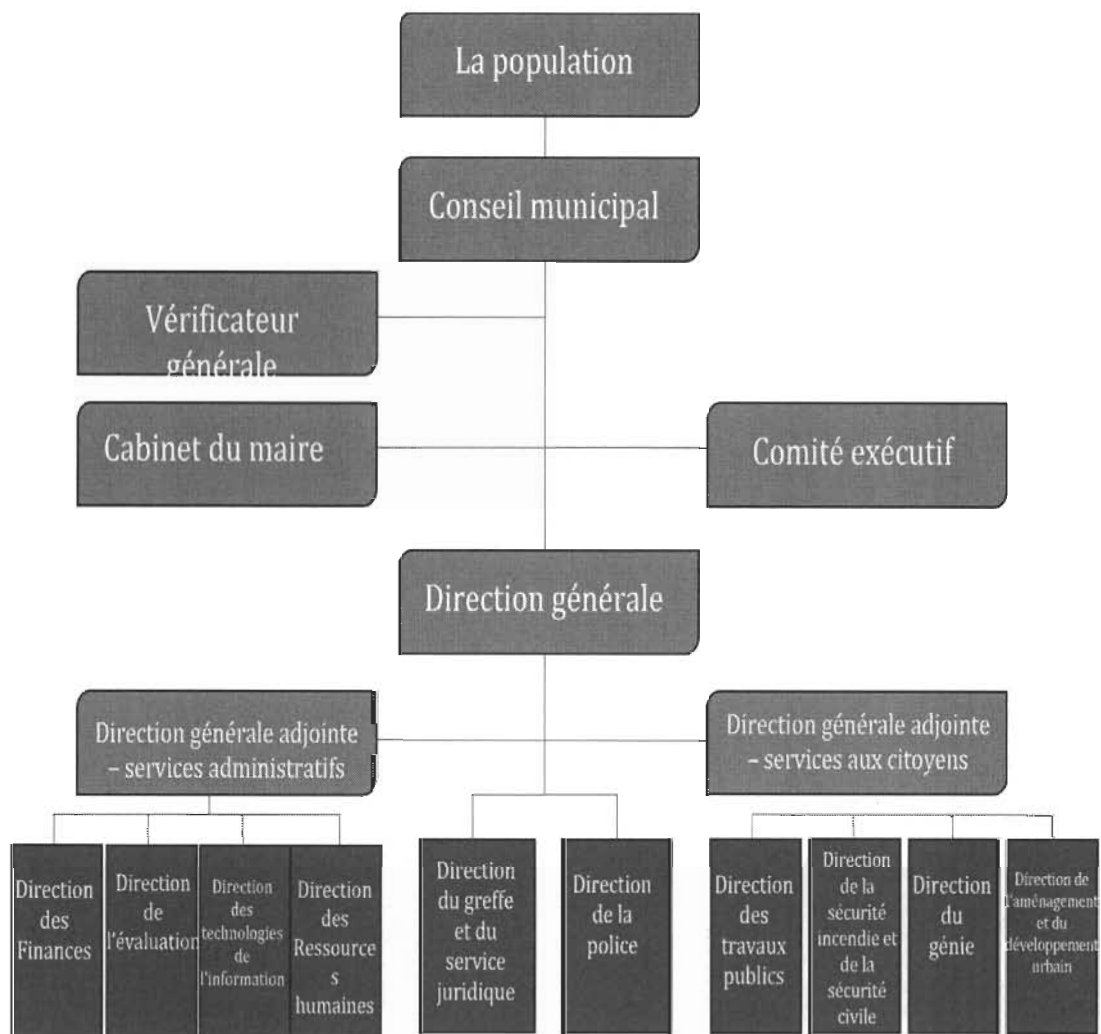 La population
Conseil municipal
Vérificateur
générale
Cabinet du maire
Comité exécutif
Direction générale
Direction générale adjointe
– services administratifs
Direction générale adjointe
– services aux citoyens
Direction
des
Finances
Direction
de
l'évaluation
Direction
des
technologies
de
l'information
Direction
des
Ressource
s
humaines
Direction
du greffe
et du
service
juridique
Direction
de la
police
Direction
des
travaux
publics
Direction
de la
sécurité
incendie et
de la
sécurité
civile
Direction
du
génie
Direction de
l'aménagement
et du
développement
urbain